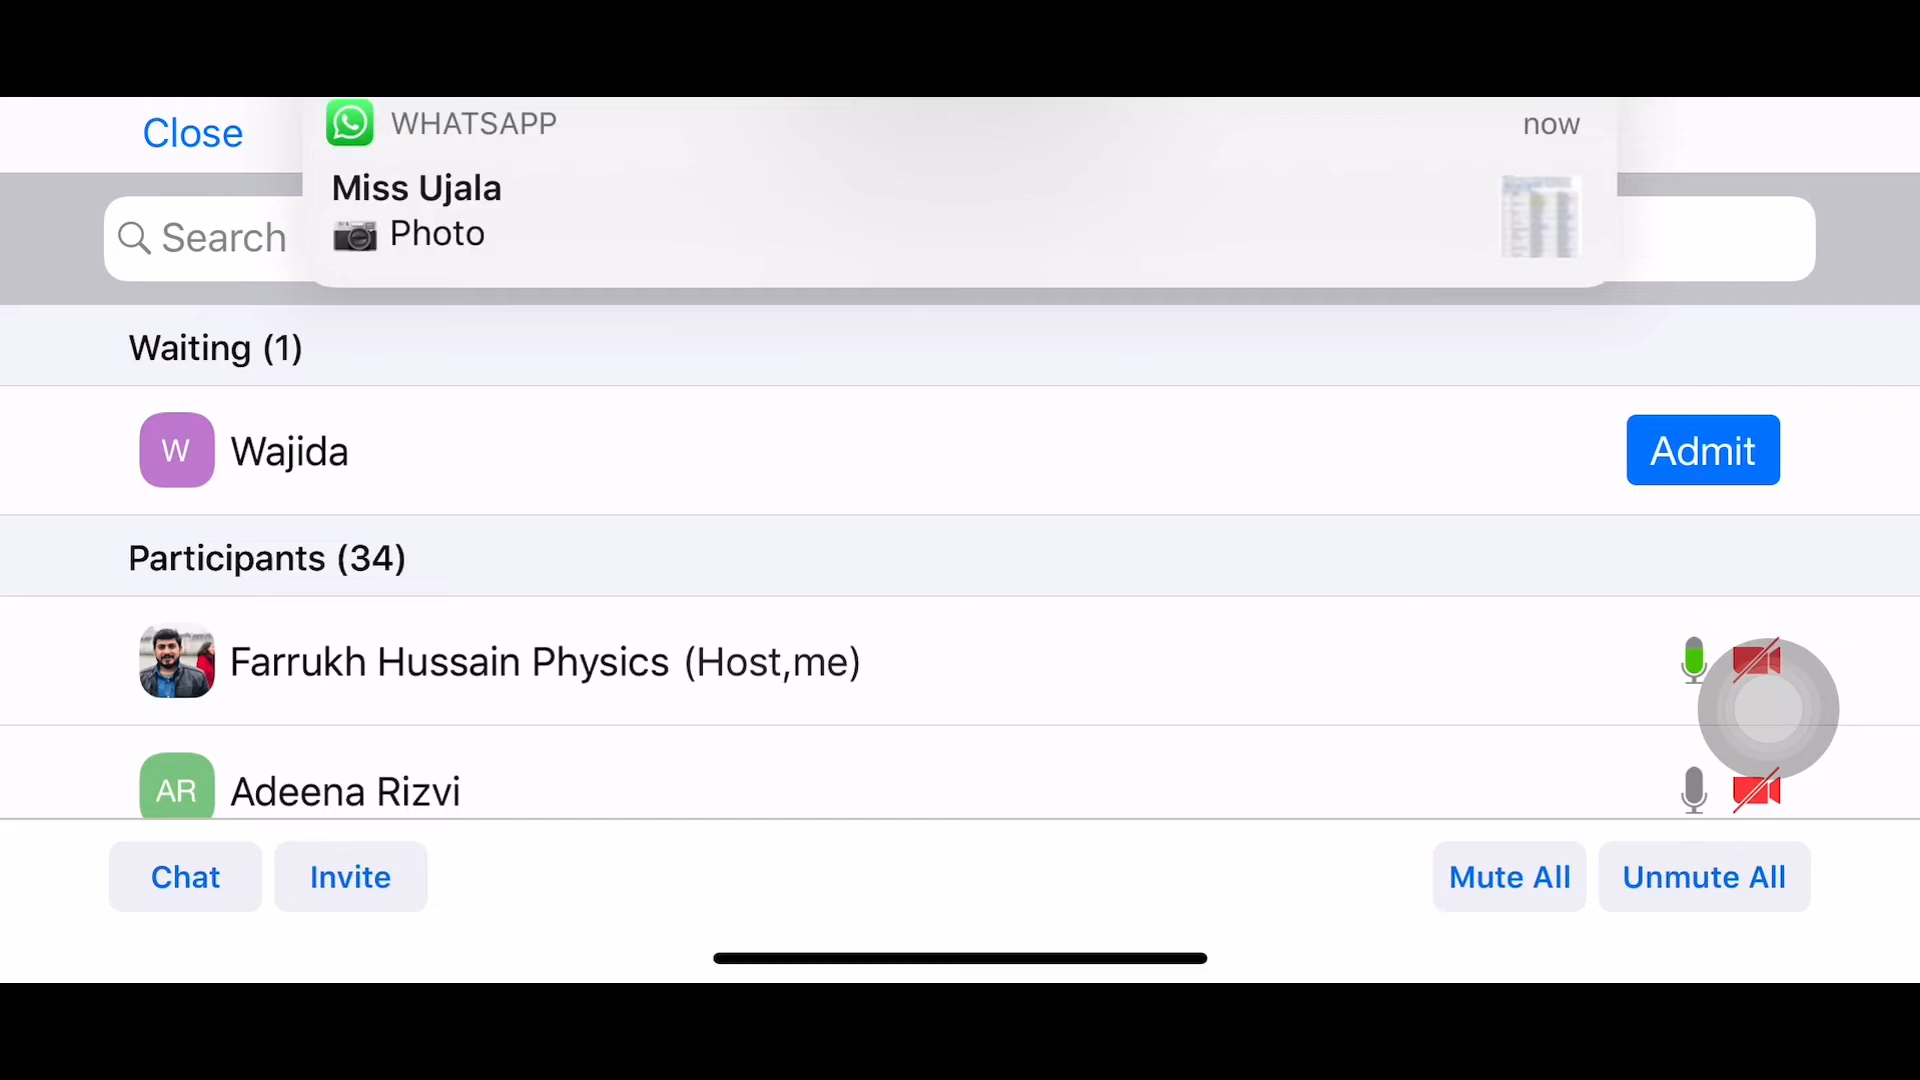 Close
WHATSAPP
now
Miss Ujala
Photo
Search
Waiting (1)
W
Wajida
Admit
Participants (34)
Farrukh Hussain Physics (Host,me)
AR
Adeena Rizvi
Chat
Invite
Mute All
Unmute All